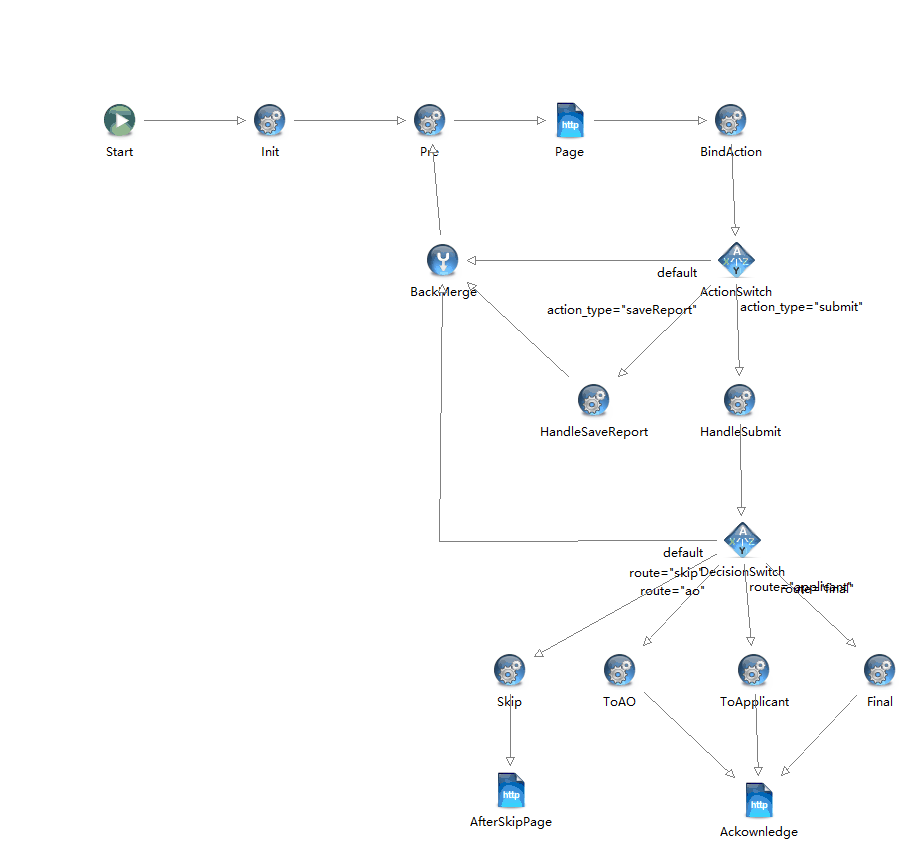 Start
Init
Pre
http
Page
BindAction
BackMerge
default
A
X Z
Y
ActionSwitch
action_type="saveReport"
action_type="submit"
HandleSaveReport
HandleSubmit
A
X Z
Y
default
DecisionSwitch
route="skip"
route="ao"
route="applicant"
route="final"
Skip
ToAO
ToApplicant
Final
http
AfterSkipPage
http
Ackownledge